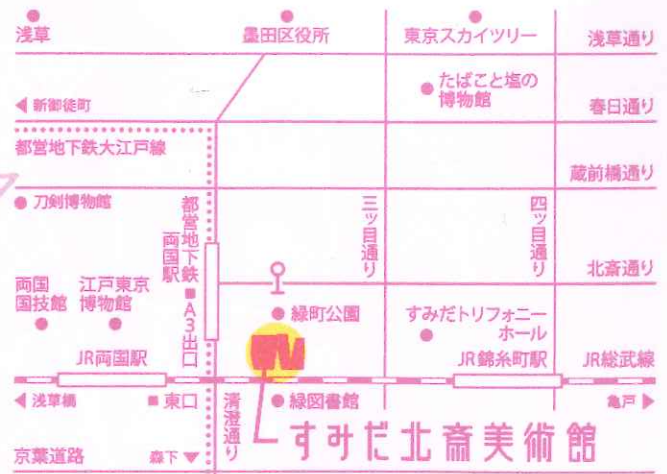 浅草
墨田区役所
東京スカイツリー
浅草通り
たばこと塩の
博物館
◀ 新御徒町
春日通り
都営地下鉄大江戸線
蔵前橋通り
刀剣博物館
都営地下鉄
両国駅
■A3出口
三ツ目通り
四ツ目通り
北斎通り
両国
国技館
江戸東京
博物館
緑町公園
すみだトリフォニー
ホール
JR両国駅
JR錦糸町駅
JR総武線
◀ 浅草橋
■ 東口
清澄通り
緑図書館
亀戸 ▶
すみだ北斎美術館
京葉道路
森下 ▼